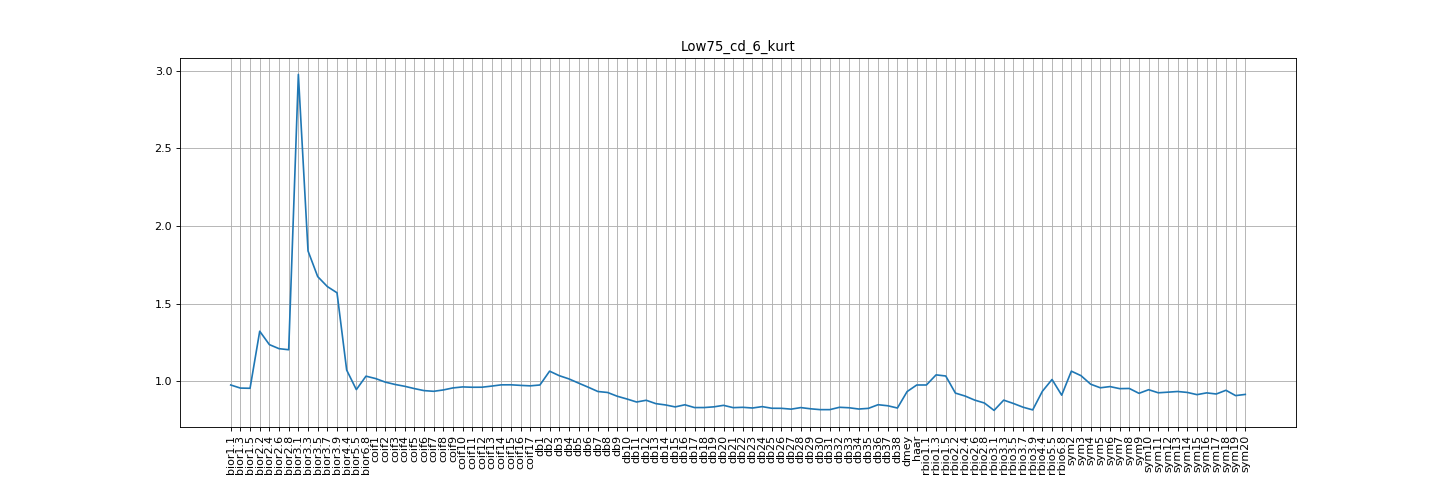 Low75_cd_6_kurt
3.0
2.5
2.0
1.5
1.0
bior1.1
bior1.3
bior1.5
bior2.2
bior2.4
bior2.6
bior2.8
bior3.1
bior3.3
bior3.5
bior3.7
bior3.9
bior4.4
bior5.5
bior6.8
coif1
coif2
coif3
coif4
coif5
coif6
coif7
coif8
coif9
coif10
coif11
coif12
coif13
coif14
coif15
coif16
coif17
db1
db2
db3
db4
db5
db6
db7
db8
db9
db10
db11
db12
db13
db14
db15
db16
db17
db18
db19
db20
db21
db22
db23
db24
db25
db26
db27
db28
db29
db30
db31
db32
db33
db34
db35
db36
db37
db38
dmey
haar
rbio1.1
rbio1.3
rbio1.5
rbio2.2
rbio2.4
rbio2.6
rbio2.8
rbio3.1
rbio3.3
rbio3.5
rbio3.7
rbio3.9
rbio4.4
rbio5.5
rbio6.8
sym2
sym3
sym4
sym5
sym6
sym7
sym8
sym9
sym10
sym11
sym12
sym13
sym14
sym15
sym16
sym17
sym18
sym19
sym20